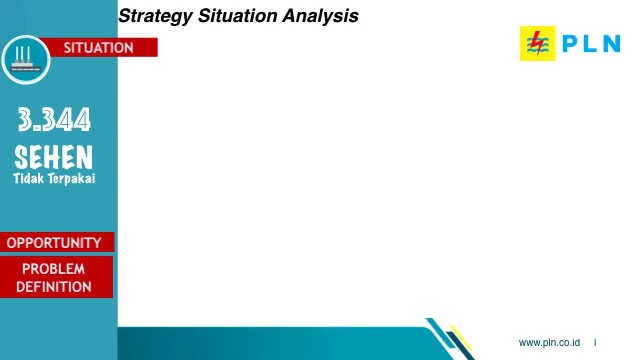 Strategy Situation Analysis
SITUATION
PLN
3.344
SEHEN
Tidak Terpakai
OPPORTUNITY
PROBLEM
DEFINITION
www.pln.co.id |